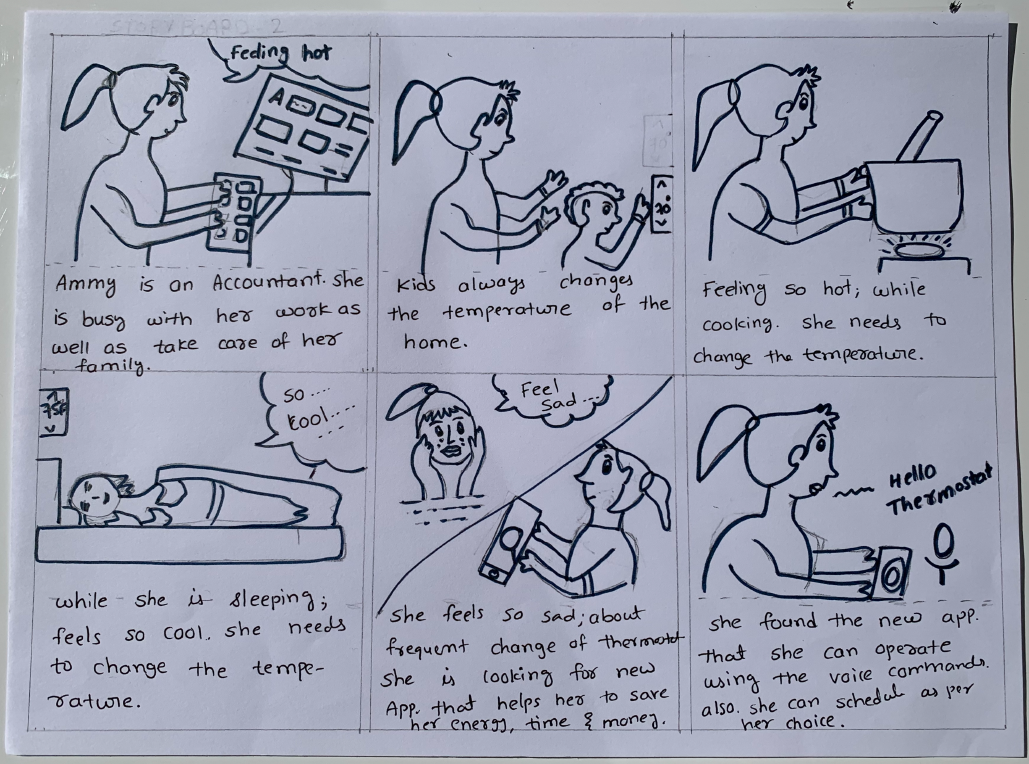 STORYBOARD - 2
Feeling hot
A
Ammy is an Accountant. she
is busy with her work as
well as take care of her
family.
70°
Kids always changes
the temperature of the
home.
Feeling so hot; while
cooking. she needs to
change the temperature.
75°
so ....
kool....
while she is sleeping;
feels so cool. she needs
to change the tempe-
rature.
Feel
sad...
she feels so sad; about
frequent change of thermostat
she is looking for new
App. that helps her to save
her energy, time & money.
Hello
Thermostat
she found the new app.
that she can operate
using the voice commands.
also. she can schedul as per
her choice.